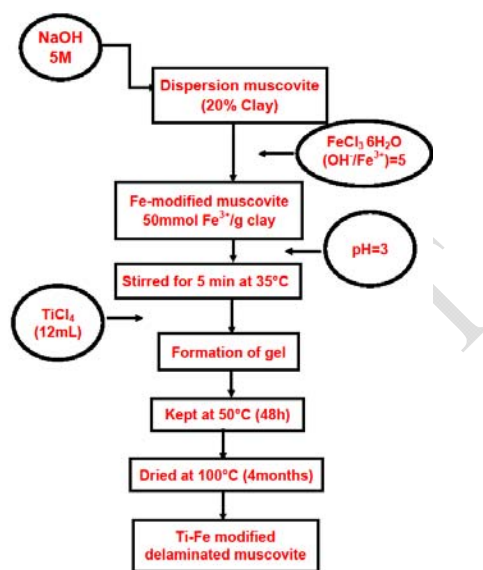 NaOH
5M
Dispersion muscovite
(20% Clay)
FeCl₃ 6H₂O
(OH⁻/Fe³⁺)=5
Fe-modified muscovite
50mmol Fe³⁺/g clay
pH=3
Stirred for 5 min at 35°C
TiCl₄
(12mL)
Formation of gel
Kept at 50°C (48h)
Dried at 100°C (4months)
Ti-Fe modified
delaminated muscovite